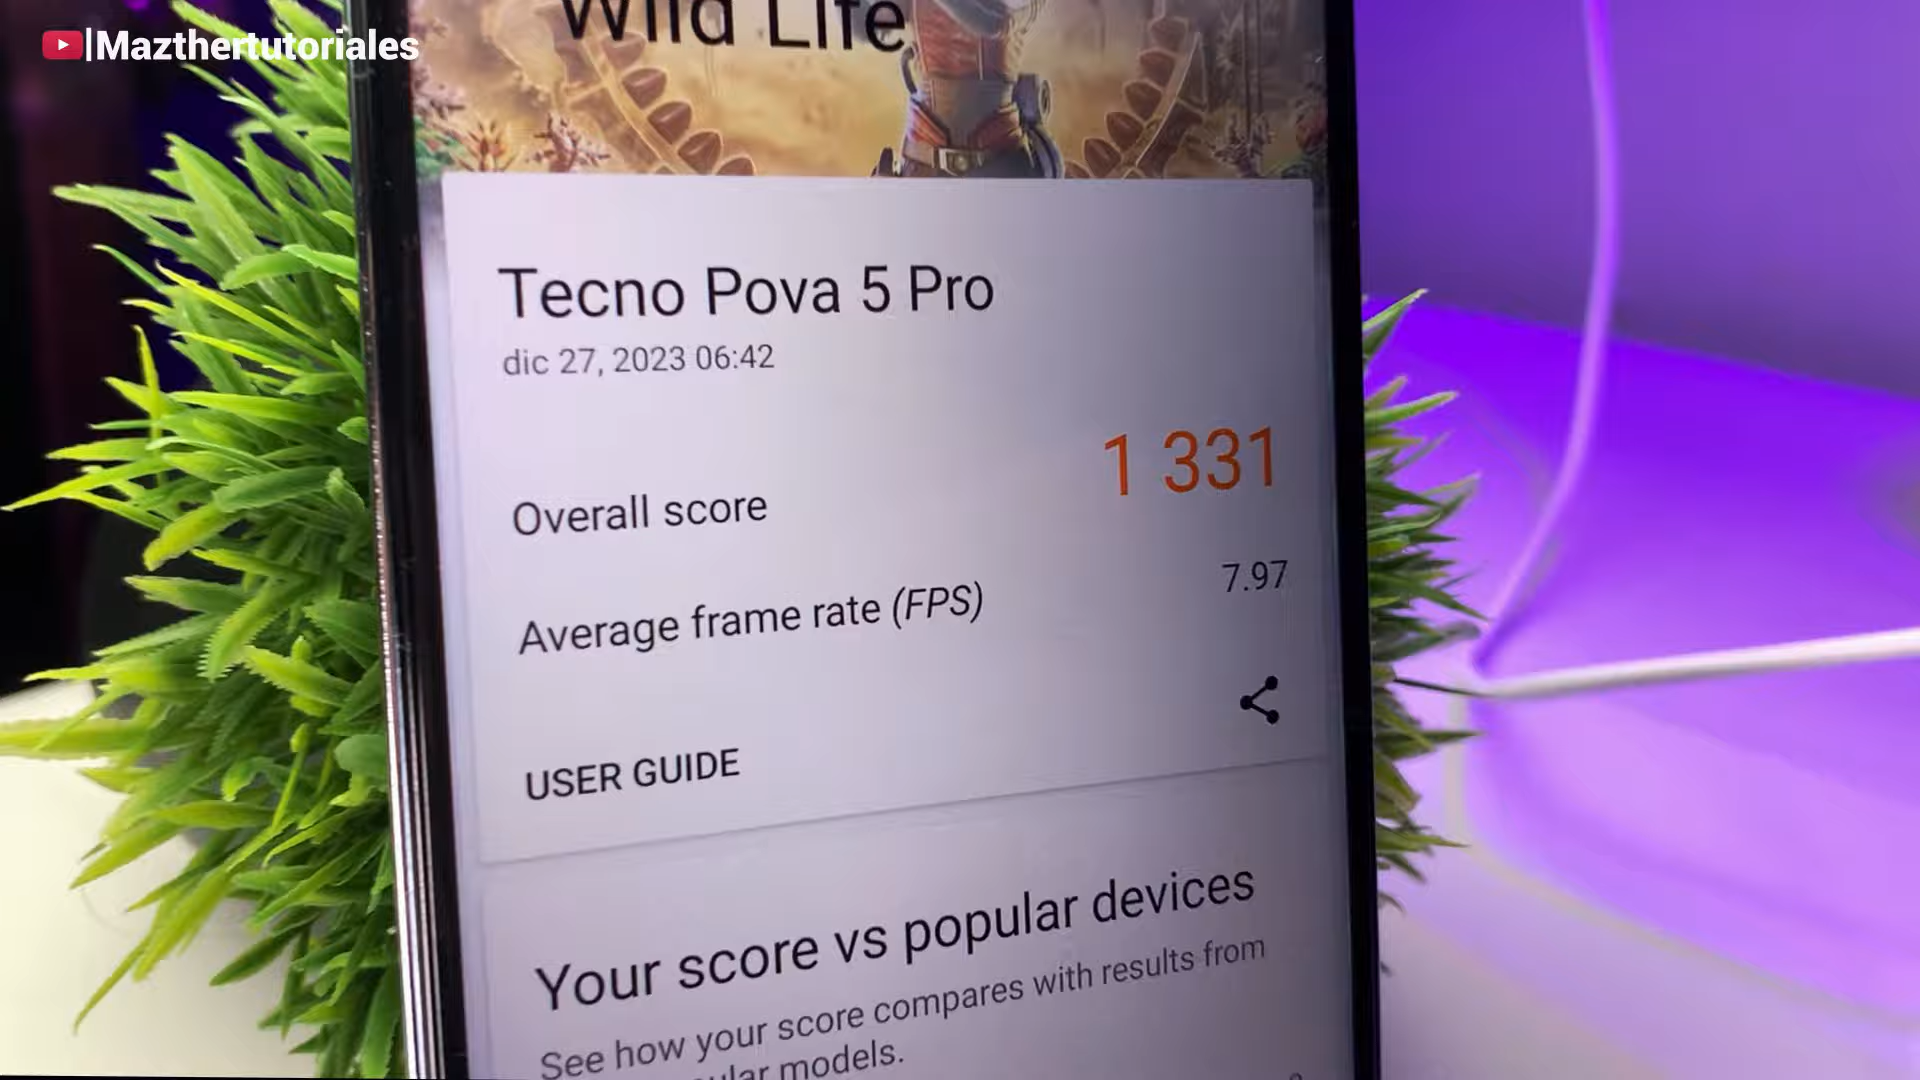 |Mazthertutoriales
Wild Life
Tecno Pova 5 Pro
dic 27, 2023 06:42
Overall score
1 331
Average frame rate (FPS)
7.97
USER GUIDE
Your score vs popular devices
See how your score compares with results from
models.